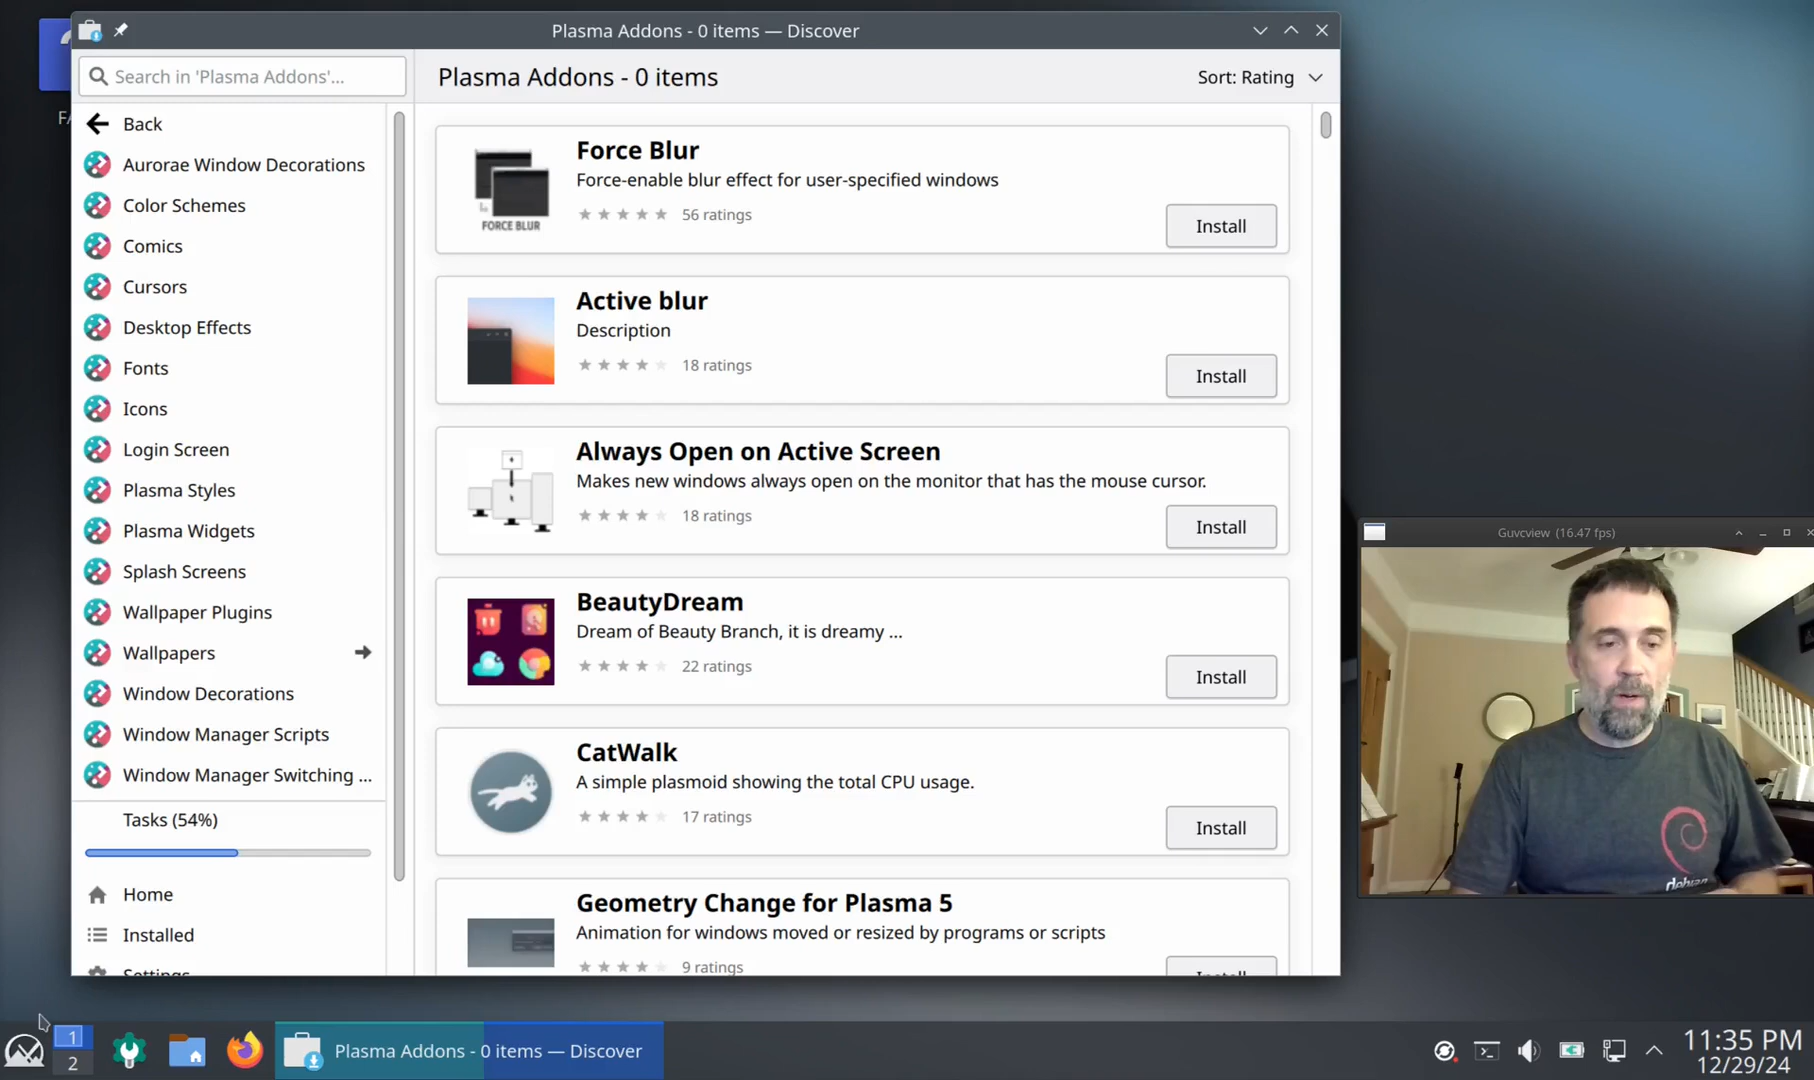 Plasma Addons - 0 items — Discover
Search in 'Plasma Addons'...
Plasma Addons - 0 items
Sort: Rating
Back
Aurorae Window Decorations
Color Schemes
Comics
Cursors
Desktop Effects
Fonts
Icons
Login Screen
Plasma Styles
Plasma Widgets
Splash Screens
Wallpaper Plugins
Wallpapers
Window Decorations
Window Manager Scripts
Window Manager Switching ...
Tasks (54%)
Home
Installed
Settings
Force Blur
Force-enable blur effect for user-specified windows
56 ratings
Install
FORCE BLUR
Active blur
Description
18 ratings
Install
Always Open on Active Screen
Makes new windows always open on the monitor that has the mouse cursor.
18 ratings
Install
BeautyDream
Dream of Beauty Branch, it is dreamy ...
22 ratings
Install
CatWalk
A simple plasmoid showing the total CPU usage.
17 ratings
Install
Geometry Change for Plasma 5
Animation for windows moved or resized by programs or scripts
9 ratings
Install
Guvcview (16.47 fps)
debian
1
2
Plasma Addons - 0 items — Discover
11:35 PM
12/29/24